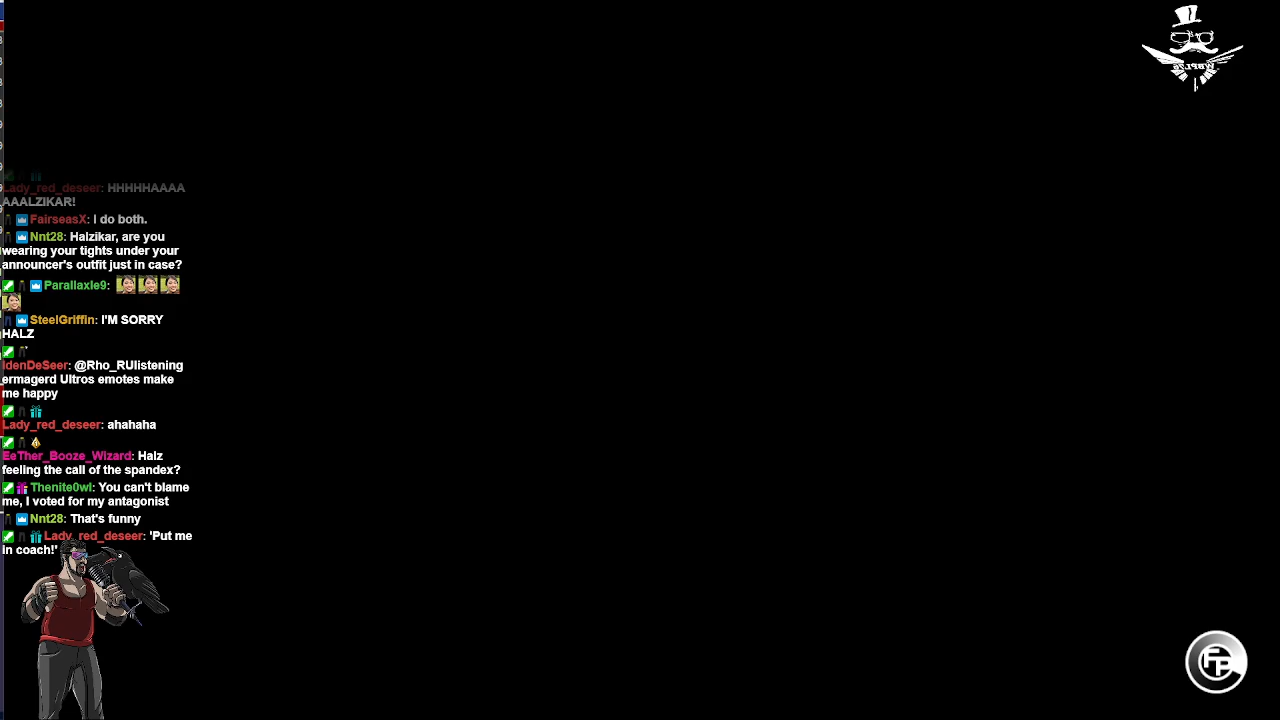 Lady_red_deseer: HHHHHAAAA
AAALZIKAR!
FairseasX: I do both.
Nnt28: Halzikar, are you
wearing your tights under your
announcer's outfit just in case?
Parallaxle9:
SteelGriffin: I'M SORRY
HALZ
IdenDeSeer: @Rho_RUlistening
ermagerd Ultros emotes make
me happy
Lady_red_deseer: ahahaha
EeTher_Booze_Wizard: Halz
feeling the call of the spandex?
Thenite0wl: You can't blame
me, I voted for my antagonist
Nnt28: That's funny
Lady_red_deseer: 'Put me
in coach!'
FP